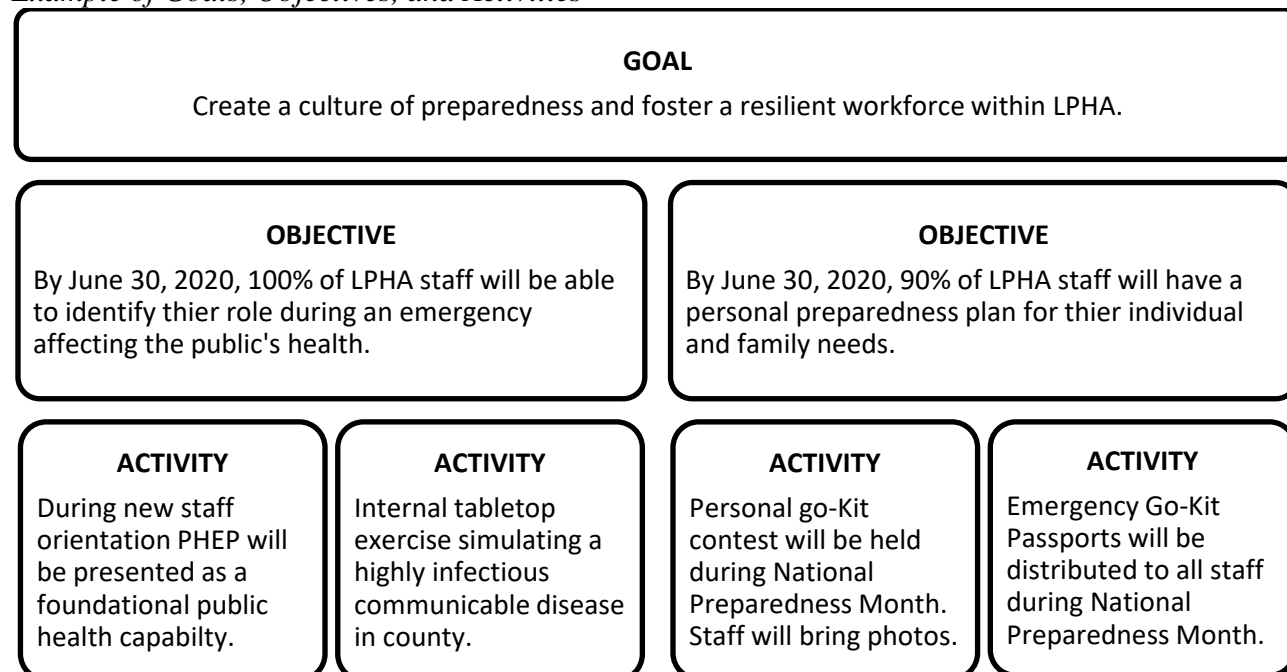 Example of Goals, Objectives, and Activities
GOAL
Create a culture of preparedness and foster a resilient workforce within LPHA.
OBJECTIVE
By June 30, 2020, 100% of LPHA staff will be able
to identify thier role during an emergency
affecting the public's health.
OBJECTIVE
By June 30, 2020, 90% of LPHA staff will have a
personal preparedness plan for thier individual
and family needs.
ACTIVITY
During new staff
orientation PHEP will
be presented as a
foundational public
health capabilty.
ACTIVITY
Internal tabletop
exercise simulating a
highly infectious
communicable disease
in county.
ACTIVITY
Personal go-Kit
contest will be held
during National
Preparedness Month.
Staff will bring photos.
ACTIVITY
Emergency Go-Kit
Passports will be
distributed to all staff
during National
Preparedness Month.